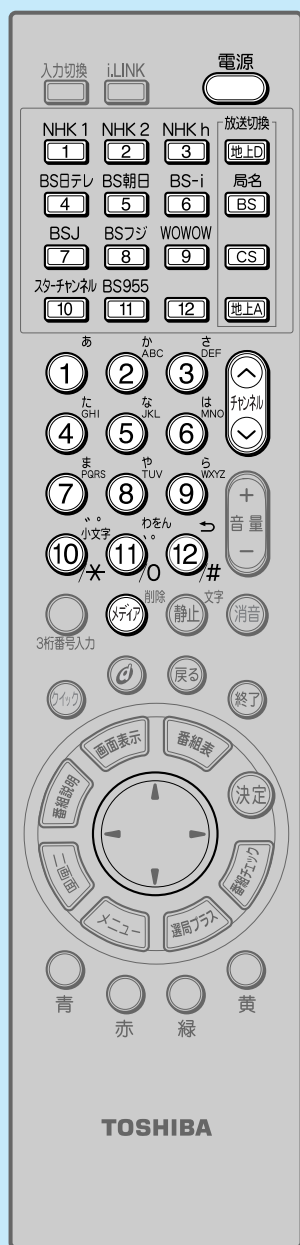 電源
入力切換 i.LINK
放送切換
NHK 1 NHK 2 NHK h
1 2 3 地上D
BS日テレ BS朝日 BS-i 局名
4 5 6 BS
BSJ BSフジ WOWOW
7 8 9 CS
スターチャンネル BS955
10 11 12 地上A
あ か さ
ABC DEF
1 2 3
た な は チャンネル
GHI JKL MNO
4 5 6
ま や ら
PQRS TUV WXYZ
7 8 9 +
音量
゛゜ わをん −
小文字 、。
10/* 11/0 12/#
削除 文字
メディア 静止 消音
3桁番号入力
クイック d 戻る 終了
画面表示 番組表
番組説明 決定
二画面 番組チェック
メニュー 選局プラス
青 黄
赤 緑
TOSHIBA